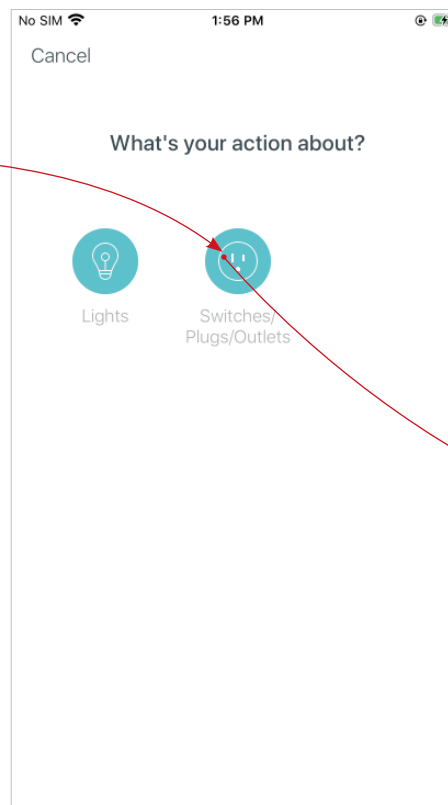 No SIM 1:56 PM
Cancel
What's your action about?
Lights
Switches/
Plugs/Outlets